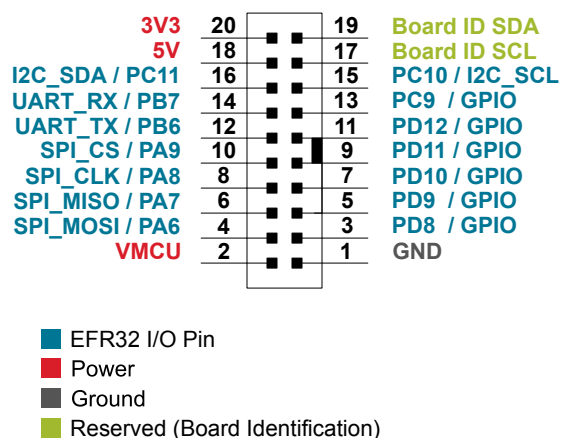 3V3 20 19 Board ID SDA
5V 18 17 Board ID SCL
I2C_SDA / PC11 16 15 PC10 / I2C_SCL
UART_RX / PB7 14 13 PC9 / GPIO
UART_TX / PB6 12 11 PD12 / GPIO
SPI_CS / PA9 10 9 PD11 / GPIO
SPI_CLK / PA8 8 7 PD10 / GPIO
SPI_MISO / PA7 6 5 PD9 / GPIO
SPI_MOSI / PA6 4 3 PD8 / GPIO
VMCU 2 1 GND
EFR32 I/O Pin
Power
Ground
Reserved (Board Identification)